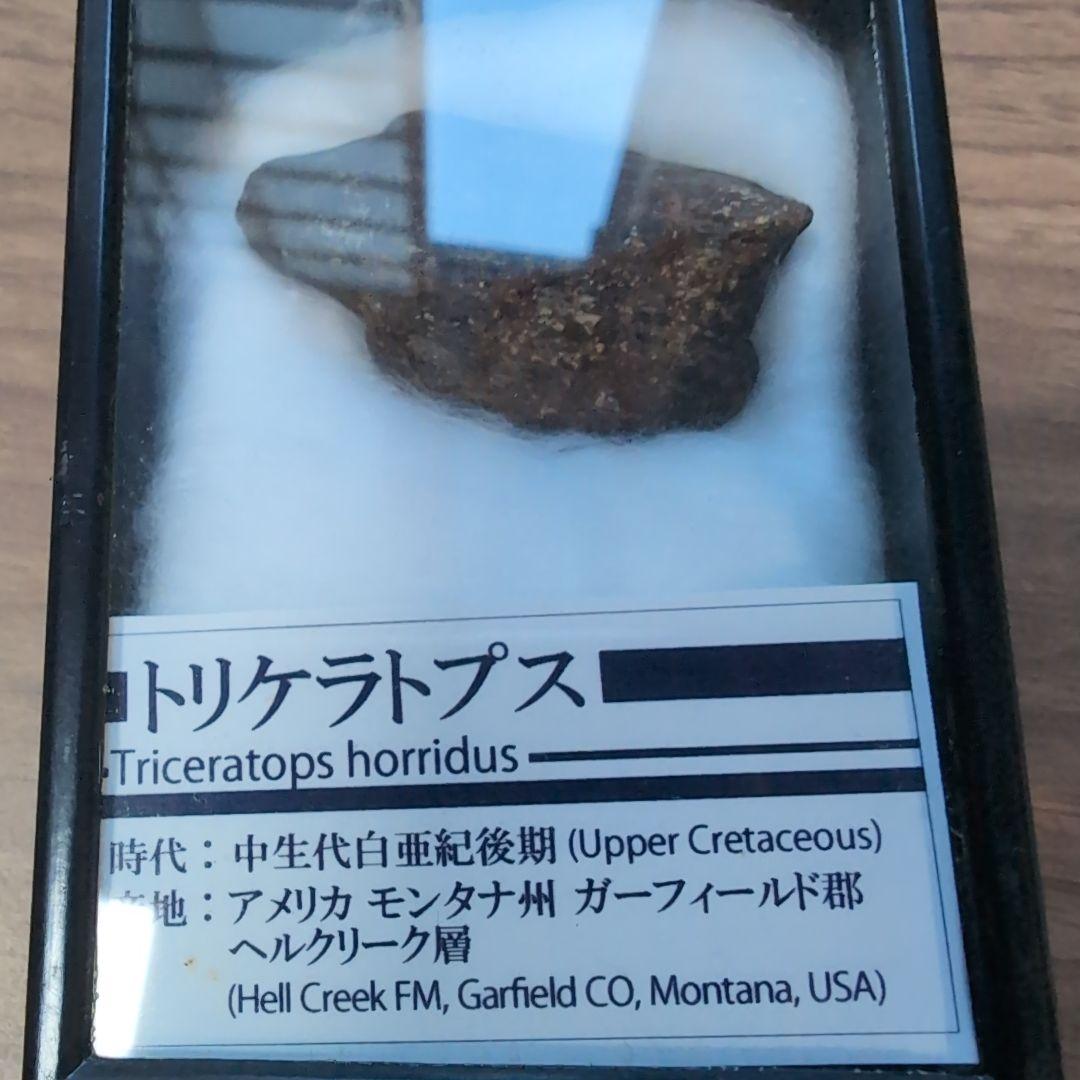 トリケラトプス
Triceratops horridus
時代：中生代白亜紀後期 (Upper Cretaceous)
産地：アメリカ モンタナ州 ガーフィールド郡
ヘルクリーク層
(Hell Creek FM, Garfield CO, Montana, USA)